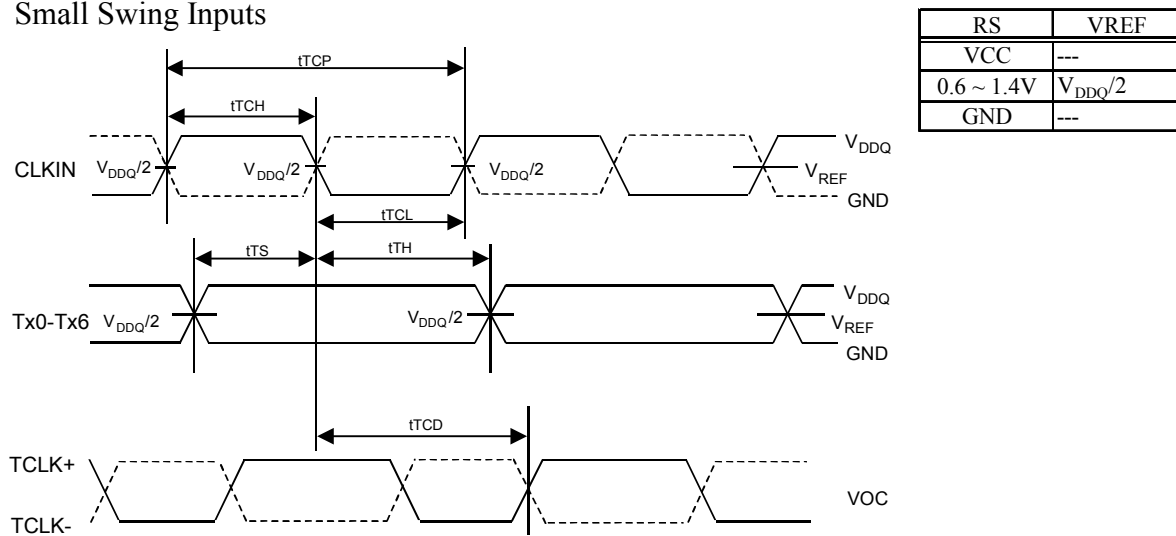 Small Swing Inputs
RS VREF
VCC ---
0.6 ~ 1.4V VDDQ/2
GND ---
tTCP
tTCH
CLKIN VDDQ/2 VDDQ/2 VDDQ/2
VDDQ
VREF
GND
tTCL
tTS tTH
Tx0-Tx6 VDDQ/2 VDDQ/2
VDDQ
VREF
GND
tTCD
TCLK+
TCLK-
VOC